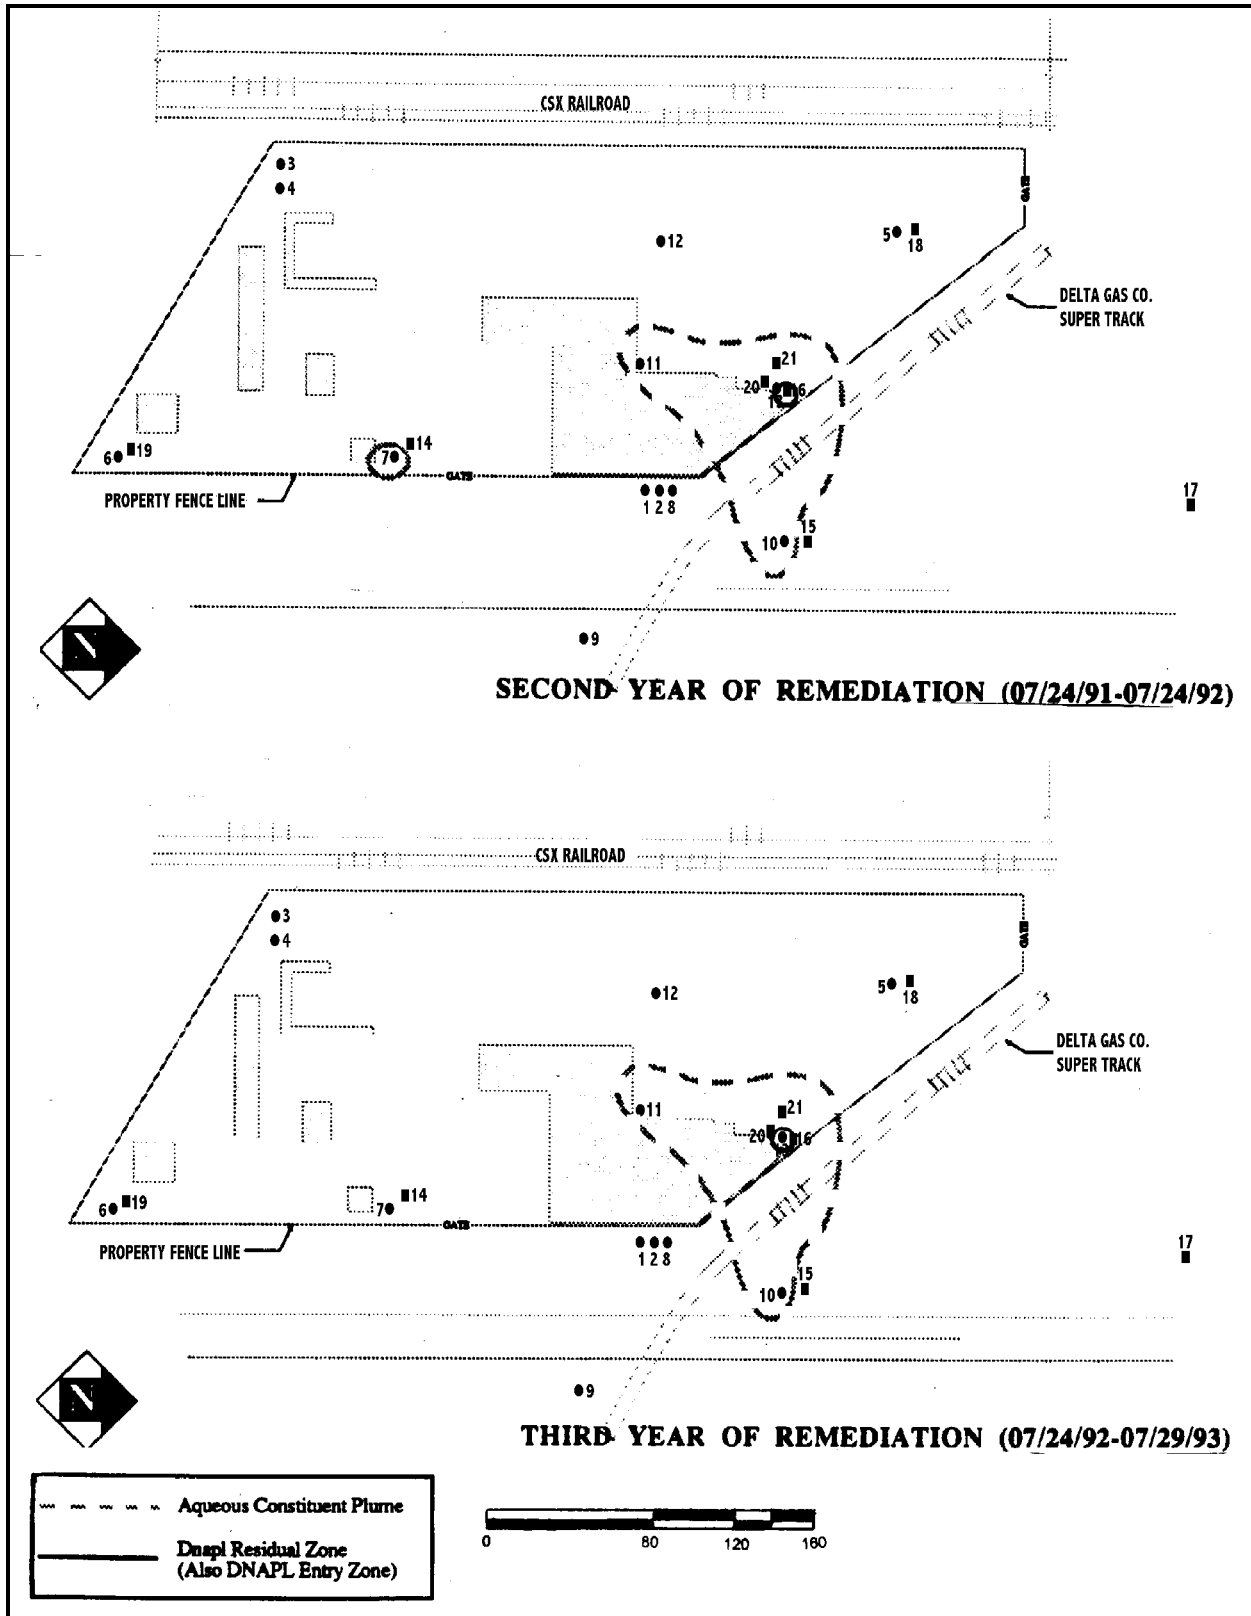 CSX RAILROAD
3
4
GATE
12
5
18
DELTA GAS CO.
SUPER TRACK
11
21
20
16
6
19
7
14
GATE
PROPERTY FENCE LINE
1 2 8
17
10
15
N
9
SECOND YEAR OF REMEDIATION (07/24/91-07/24/92)
CSX RAILROAD
3
4
GATE
12
5
18
DELTA GAS CO.
SUPER TRACK
11
21
20
16
6
19
7
14
GATE
PROPERTY FENCE LINE
1 2 8
17
10
15
N
9
THIRD YEAR OF REMEDIATION (07/24/92-07/29/93)
Aqueous Constituent Plume
Dnapl Residual Zone
(Also DNAPL Entry Zone)
0 80 120 160